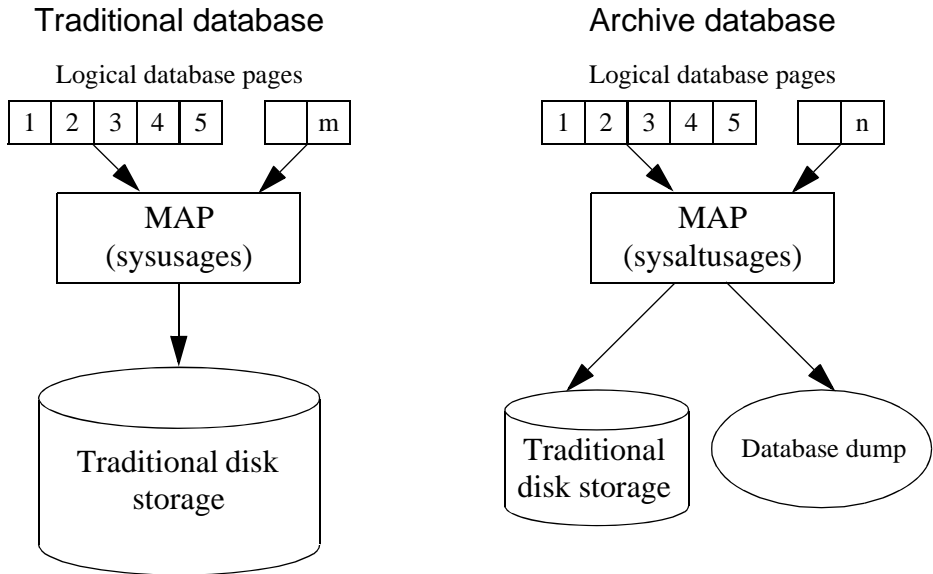 Traditional database
Logical database pages
1 2 3 4 5 m
MAP
(sysusages)
Traditional disk
storage
Archive database
Logical database pages
1 2 3 4 5 n
MAP
(sysaltusages)
Traditional
disk storage
Database dump